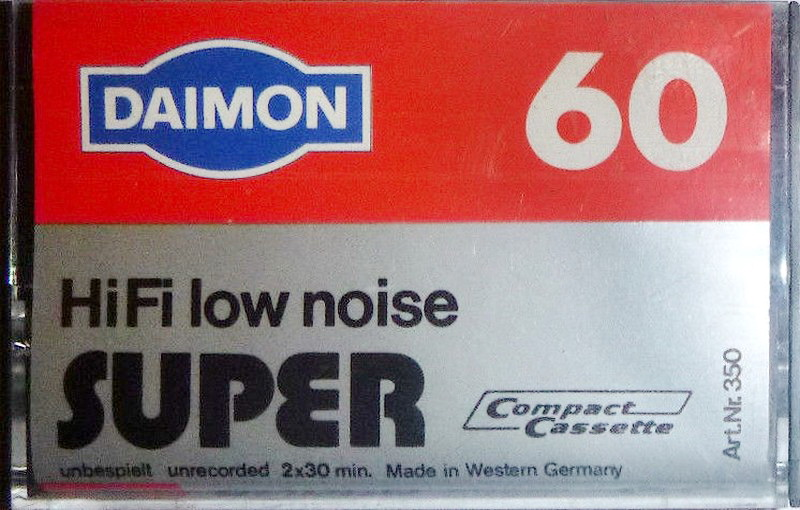 DAIMON
60
HiFi low noise
SUPER
Compact
Cassette
Art.Nr.350
unbespielt unrecorded 2x30 min. Made in Western Germany